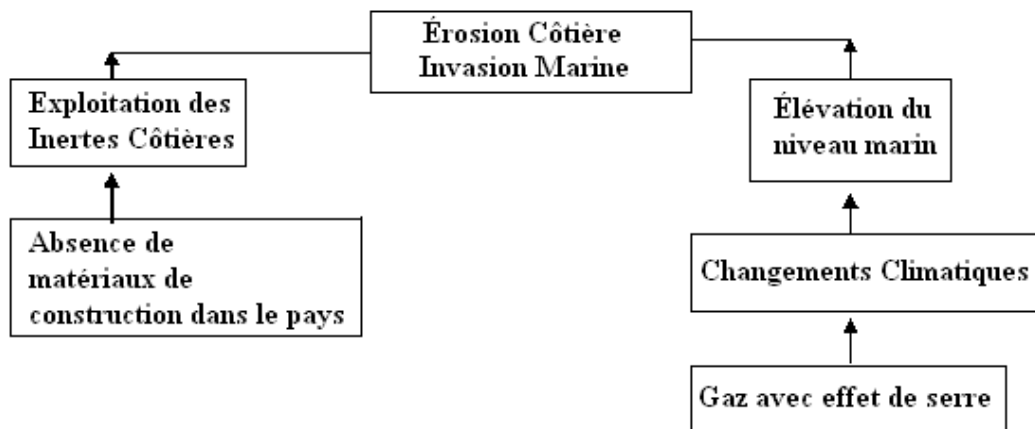 Érosion Côtière
Invasion Marine
Exploitation des
Inertes Côtières
Élévation du
niveau marin
Absence de
matériaux de
construction dans le pays
Changements Climatiques
Gaz avec effet de serre